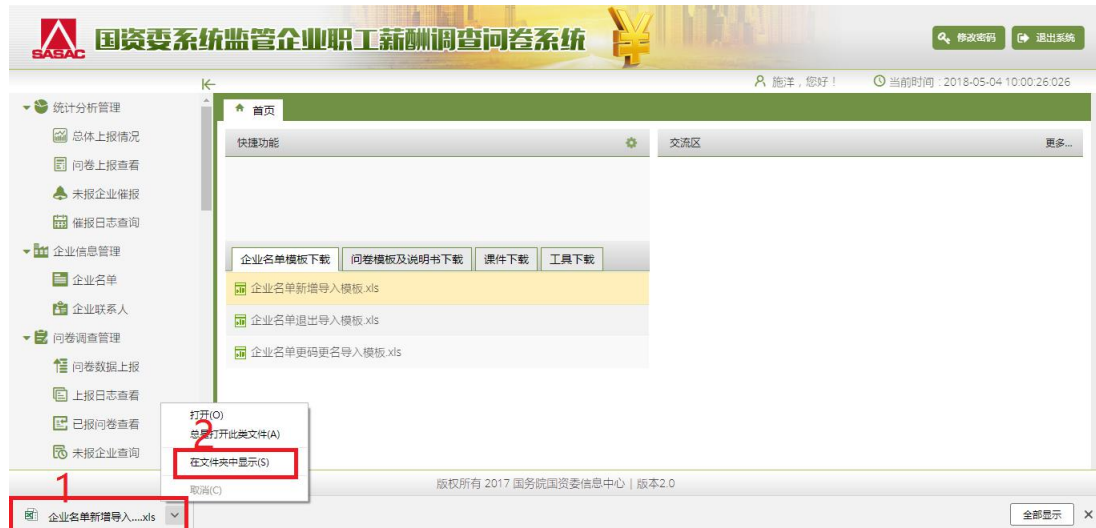 SASAC 国资委系统监管企业职工薪酬调查问卷系统
修改密码 退出系统
施洋，您好！ 当前时间：2018-05-04 10:00:26:026
统计分析管理
总体上报情况
问卷上报查看
未报企业催报
催报日志查询
企业信息管理
企业名单
企业联系人
问卷调查管理
问卷数据上报
上报日志查看
已报问卷查看
未报企业查询
首页
快捷功能
交流区 更多...
企业名单模板下载 问卷模板及说明书下载 课件下载 工具下载
企业名单新增导入模板.xls
企业名单退出导入模板.xls
企业名单更码更名导入模板.xls
打开(O)
总是打开此类文件(A)
2
在文件夹中显示(S)
取消(C)
版权所有 2017 国务院国资委信息中心 | 版本2.0
1
企业名单新增导入....xls
全部显示